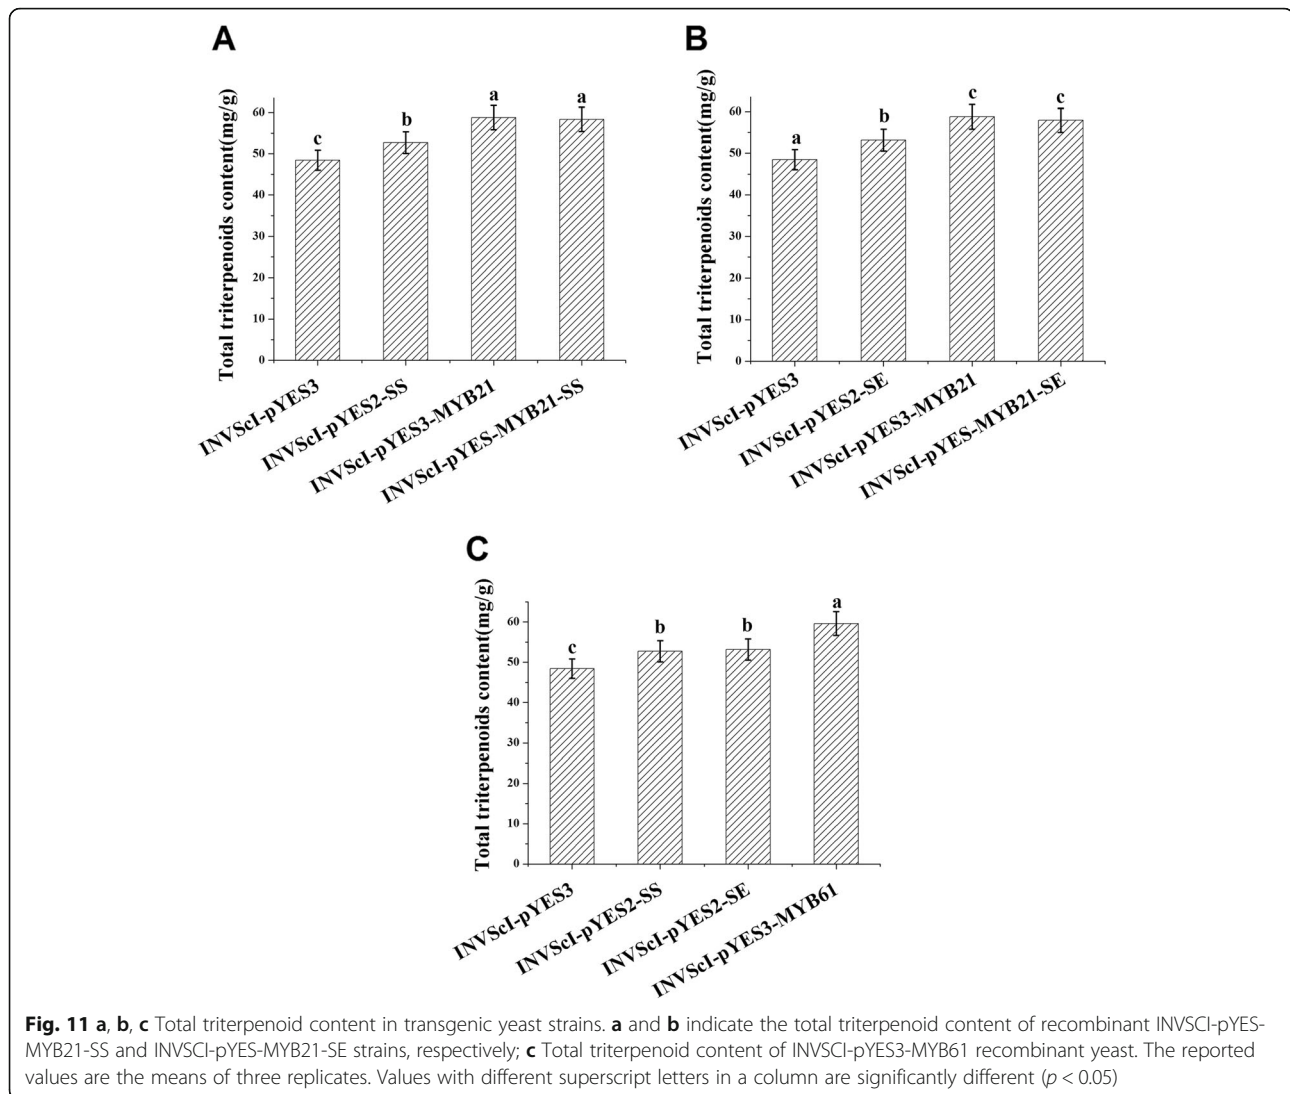 A
Total triterpenoids content(mg/g)
60
50
40
30
20
10
0
c
b
a
a
INVScI-pYES3
INVScI-pYES2-SS
INVScI-pYES3-MYB21
INVScI-pYES-MYB21-SS
B
Total triterpenoids content(mg/g)
60
50
40
30
20
10
0
a
b
c
c
INVScI-pYES3
INVScI-pYES2-SE
INVScI-pYES3-MYB21
INVScI-pYES-MYB21-SE
C
Total triterpenoids content(mg/g)
60
50
40
30
20
10
0
c
b
b
a
INVScI-pYES3
INVScI-pYES2-SS
INVScI-pYES2-SE
INVScI-pYES3-MYB61
Fig. 11 a, b, c Total triterpenoid content in transgenic yeast strains. a and b indicate the total triterpenoid content of recombinant INVSCI-pYES-
MYB21-SS and INVSCI-pYES-MYB21-SE strains, respectively; c Total triterpenoid content of INVSCI-pYES3-MYB61 recombinant yeast. The reported
values are the means of three replicates. Values with different superscript letters in a column are significantly different (p < 0.05)